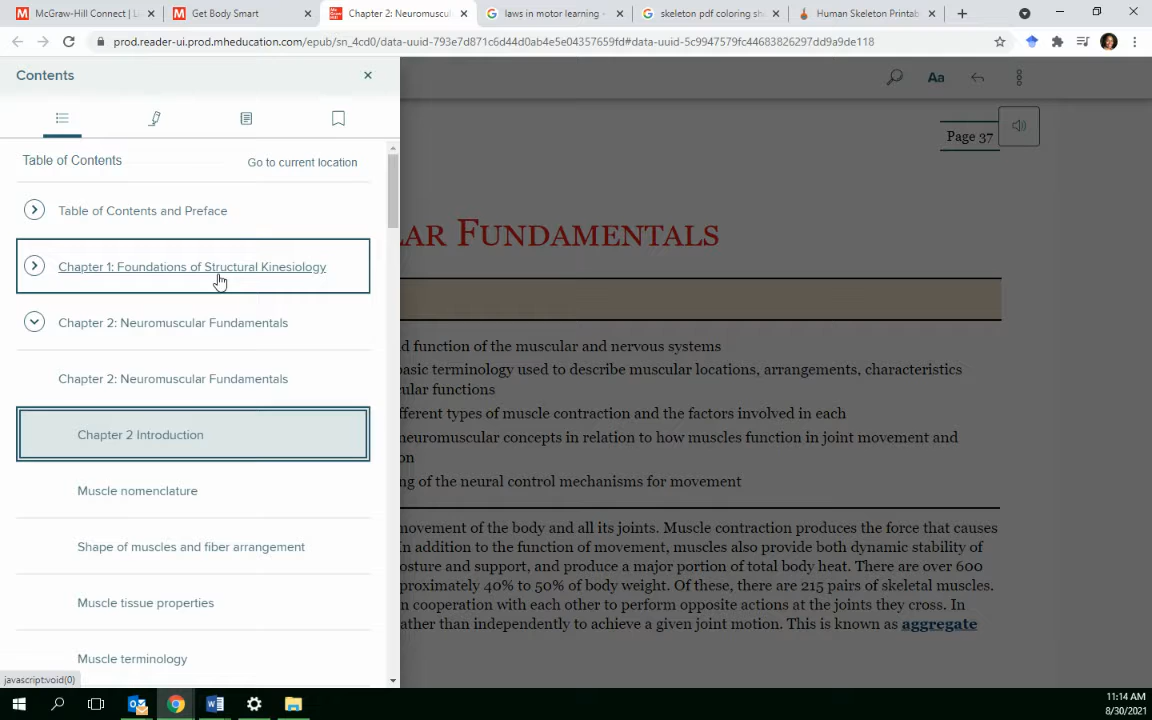 McGraw-Hill Connect | L
Get Body Smart
Chapter 2: Neuromuscul
laws in motor learning -
skeleton pdf coloring she
Human Skeleton Printab
prod.reader-ui.prod.mheducation.com/epub/sn_4cd0/data-uuid-793e7d871c6d44d0ab4e5e04357659fd#data-uuid-5c9947579fc44683826297dd9a9de118
Contents
Aa
Table of Contents
Go to current location
Page 37
Table of Contents and Preface
LAR FUNDAMENTALS
Chapter 1: Foundations of Structural Kinesiology
Chapter 2: Neuromuscular Fundamentals
d function of the muscular and nervous systems
basic terminology used to describe muscular locations, arrangements, characteristics
Chapter 2: Neuromuscular Fundamentals
cular functions
fferent types of muscle contraction and the factors involved in each
Chapter 2 Introduction
neuromuscular concepts in relation to how muscles function in joint movement and
on
ng of the neural control mechanisms for movement
Muscle nomenclature
movement of the body and all its joints. Muscle contraction produces the force that causes
In addition to the function of movement, muscles also provide both dynamic stability of
Shape of muscles and fiber arrangement
osture and support, and produce a major portion of total body heat. There are over 600
proximately 40% to 50% of body weight. Of these, there are 215 pairs of skeletal muscles.
Muscle tissue properties
n cooperation with each other to perform opposite actions at the joints they cross. In
ather than independently to achieve a given joint motion. This is known as aggregate
Muscle terminology
javascript:void(0)
11:14 AM
8/30/2021